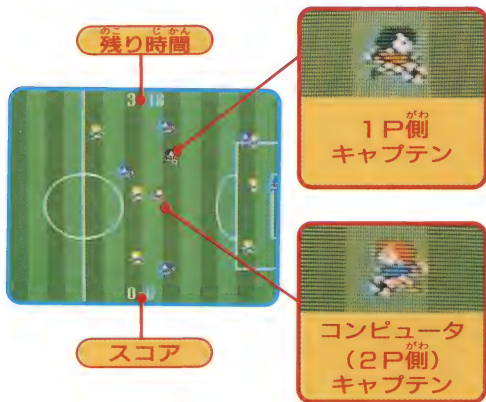 のこ じかん
残り時間
3 18
0
スコア
がわ
1P側
キャプテン
コンピュータ
がわ
(2P側)
キャプテン